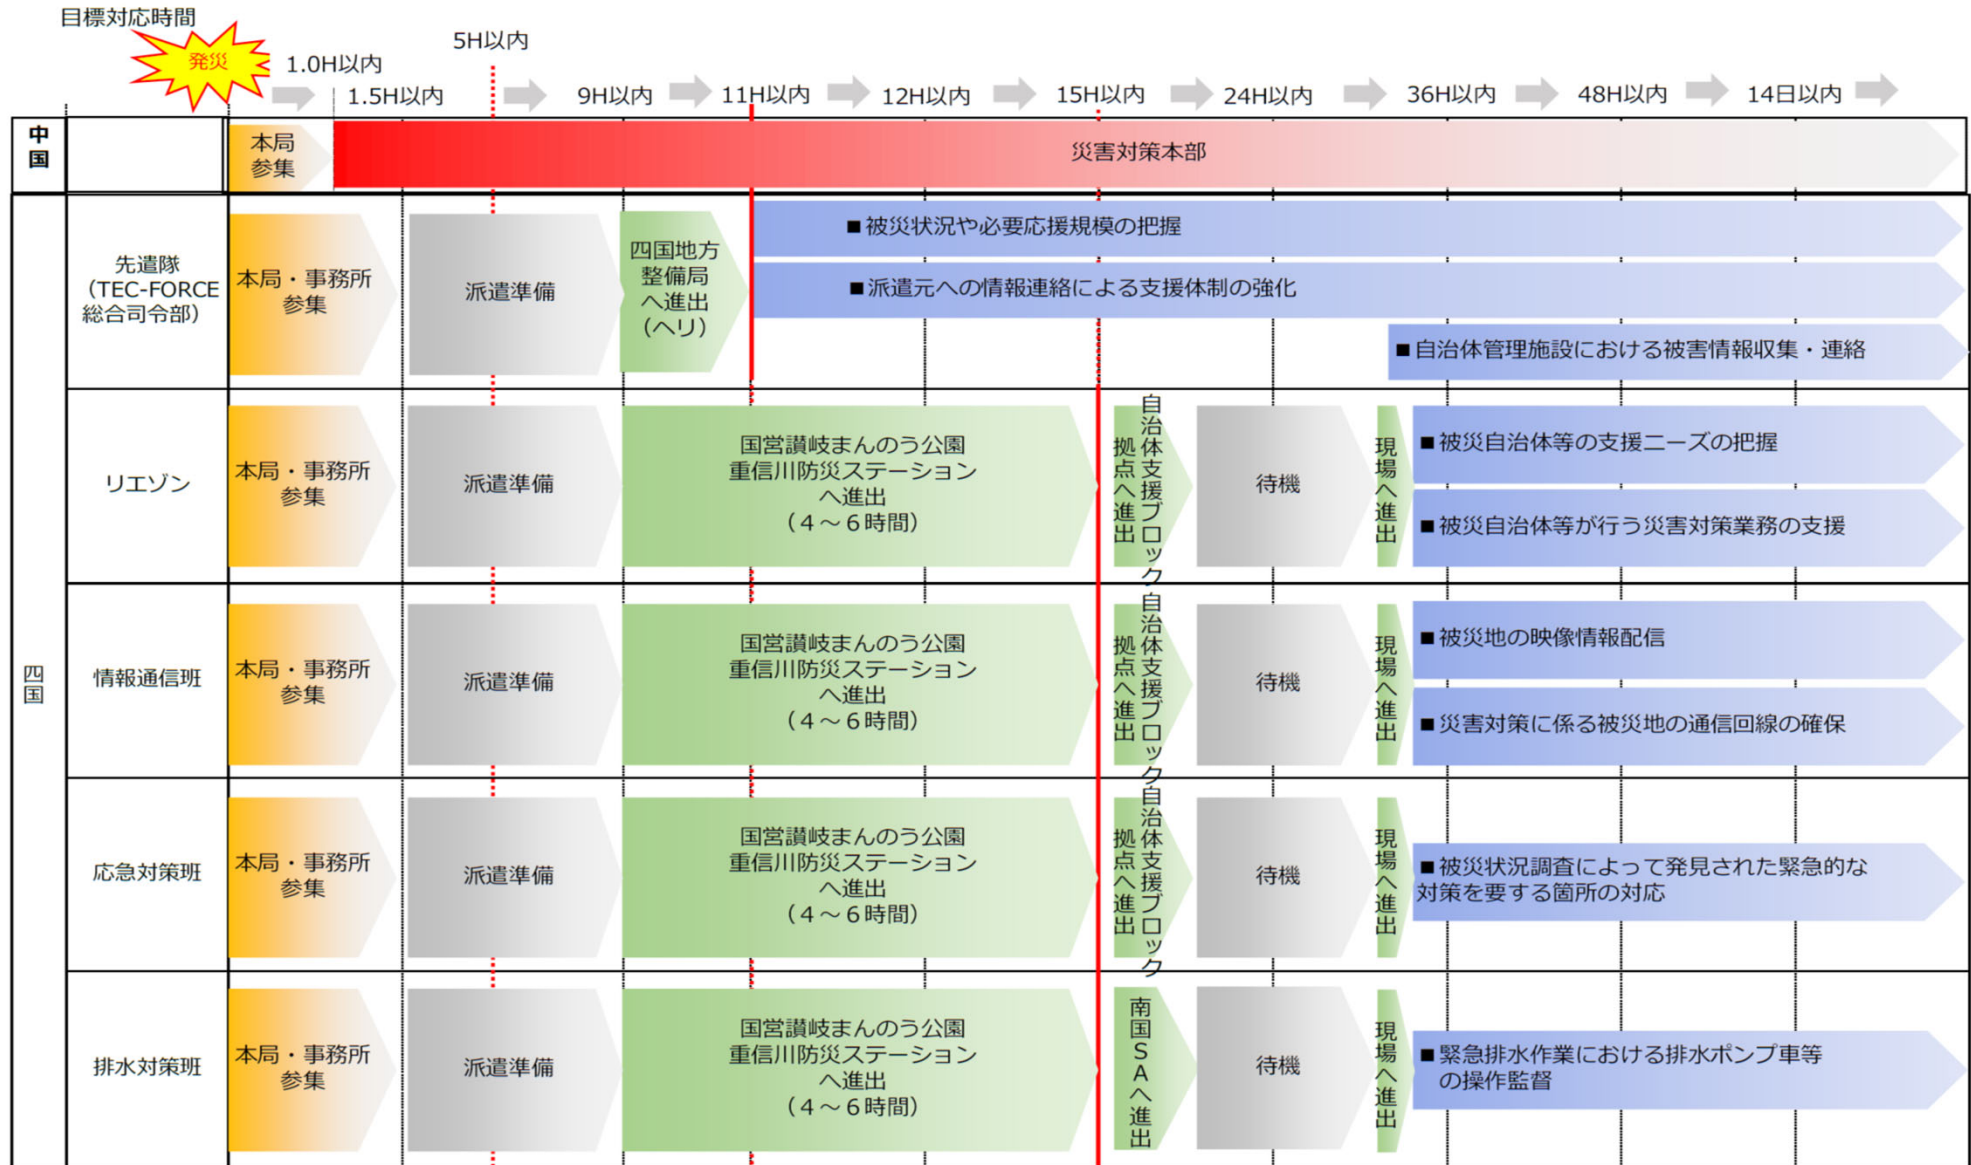 目標対応時間
発災
1.0H以内
1.5H以内
5H以内
9H以内
11H以内
12H以内
15H以内
24H以内
36H以内
48H以内
14日以内
中国
本局
参集
災害対策本部
四国
先遣隊
(TEC-FORCE
総合司令部)
本局・事務所
参集
派遣準備
四国地方
整備局
へ進出
(ヘリ)
■被災状況や必要応援規模の把握
■派遣元への情報連絡による支援体制の強化
■自治体管理施設における被害情報収集・連絡
リエゾン
本局・事務所
参集
派遣準備
国営讃岐まんのう公園
重信川防災ステーション
へ進出
(4~6時間)
自治体支援ブロック
拠点へ進出
待機
現場へ進出
■被災自治体等の支援ニーズの把握
■被災自治体等が行う災害対策業務の支援
情報通信班
本局・事務所
参集
派遣準備
国営讃岐まんのう公園
重信川防災ステーション
へ進出
(4~6時間)
自治体支援ブロック
拠点へ進出
待機
現場へ進出
■被災地の映像情報配信
■災害対策に係る被災地の通信回線の確保
応急対策班
本局・事務所
参集
派遣準備
国営讃岐まんのう公園
重信川防災ステーション
へ進出
(4~6時間)
自治体支援ブロック
拠点へ進出
待機
現場へ進出
■被災状況調査によって発見された緊急的な
対策を要する箇所の対応
排水対策班
本局・事務所
参集
派遣準備
国営讃岐まんのう公園
重信川防災ステーション
へ進出
(4~6時間)
南国SAへ進出
待機
現場へ進出
■緊急排水作業における排水ポンプ車等
の操作監督